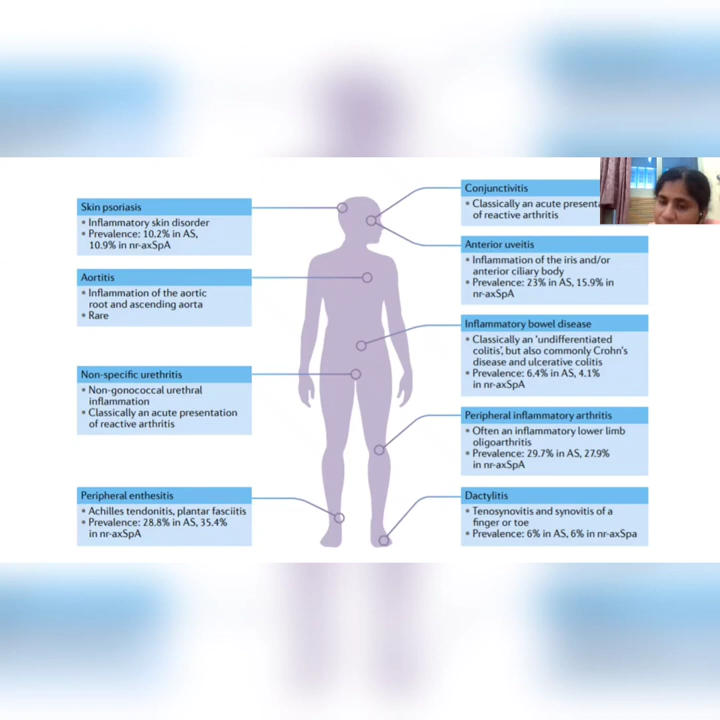 Skin psoriasis
• Inflammatory skin disorder
• Prevalence: 10.2% in AS,
10.9% in nr-axSpA
Aortitis
• Inflammation of the aortic
root and ascending aorta
• Rare
Non-specific urethritis
• Non-gonococcal urethral
inflammation
• Classically an acute presentation
of reactive arthritis
Peripheral enthesitis
• Achilles tendonitis, plantar fasciitis
• Prevalence: 28.8% in AS, 35.4%
in nr-axSpA
Conjunctivitis
• Classically an acute
of reactive arthritis
Anterior uveitis
• Inflammation of the iris and/or
anterior ciliary body
• Prevalence: 23% in AS, 15.9% in
nr-axSpA
Inflammatory bowel disease
• Classically an 'undifferentiated
colitis', but also commonly Crohn's
disease and ulcerative colitis
• Prevalence: 6.4% in AS, 4.1%
in nr-axSpA
Peripheral inflammatory arthritis
• Often an inflammatory lower limb
oligoarthritis
• Prevalence: 29.7% in AS, 27.9%
in nr-axSpA
Dactylitis
• Tenosynovitis and synovitis of a
finger or toe
• Prevalence: 6% in AS, 6% in nr-axSpa